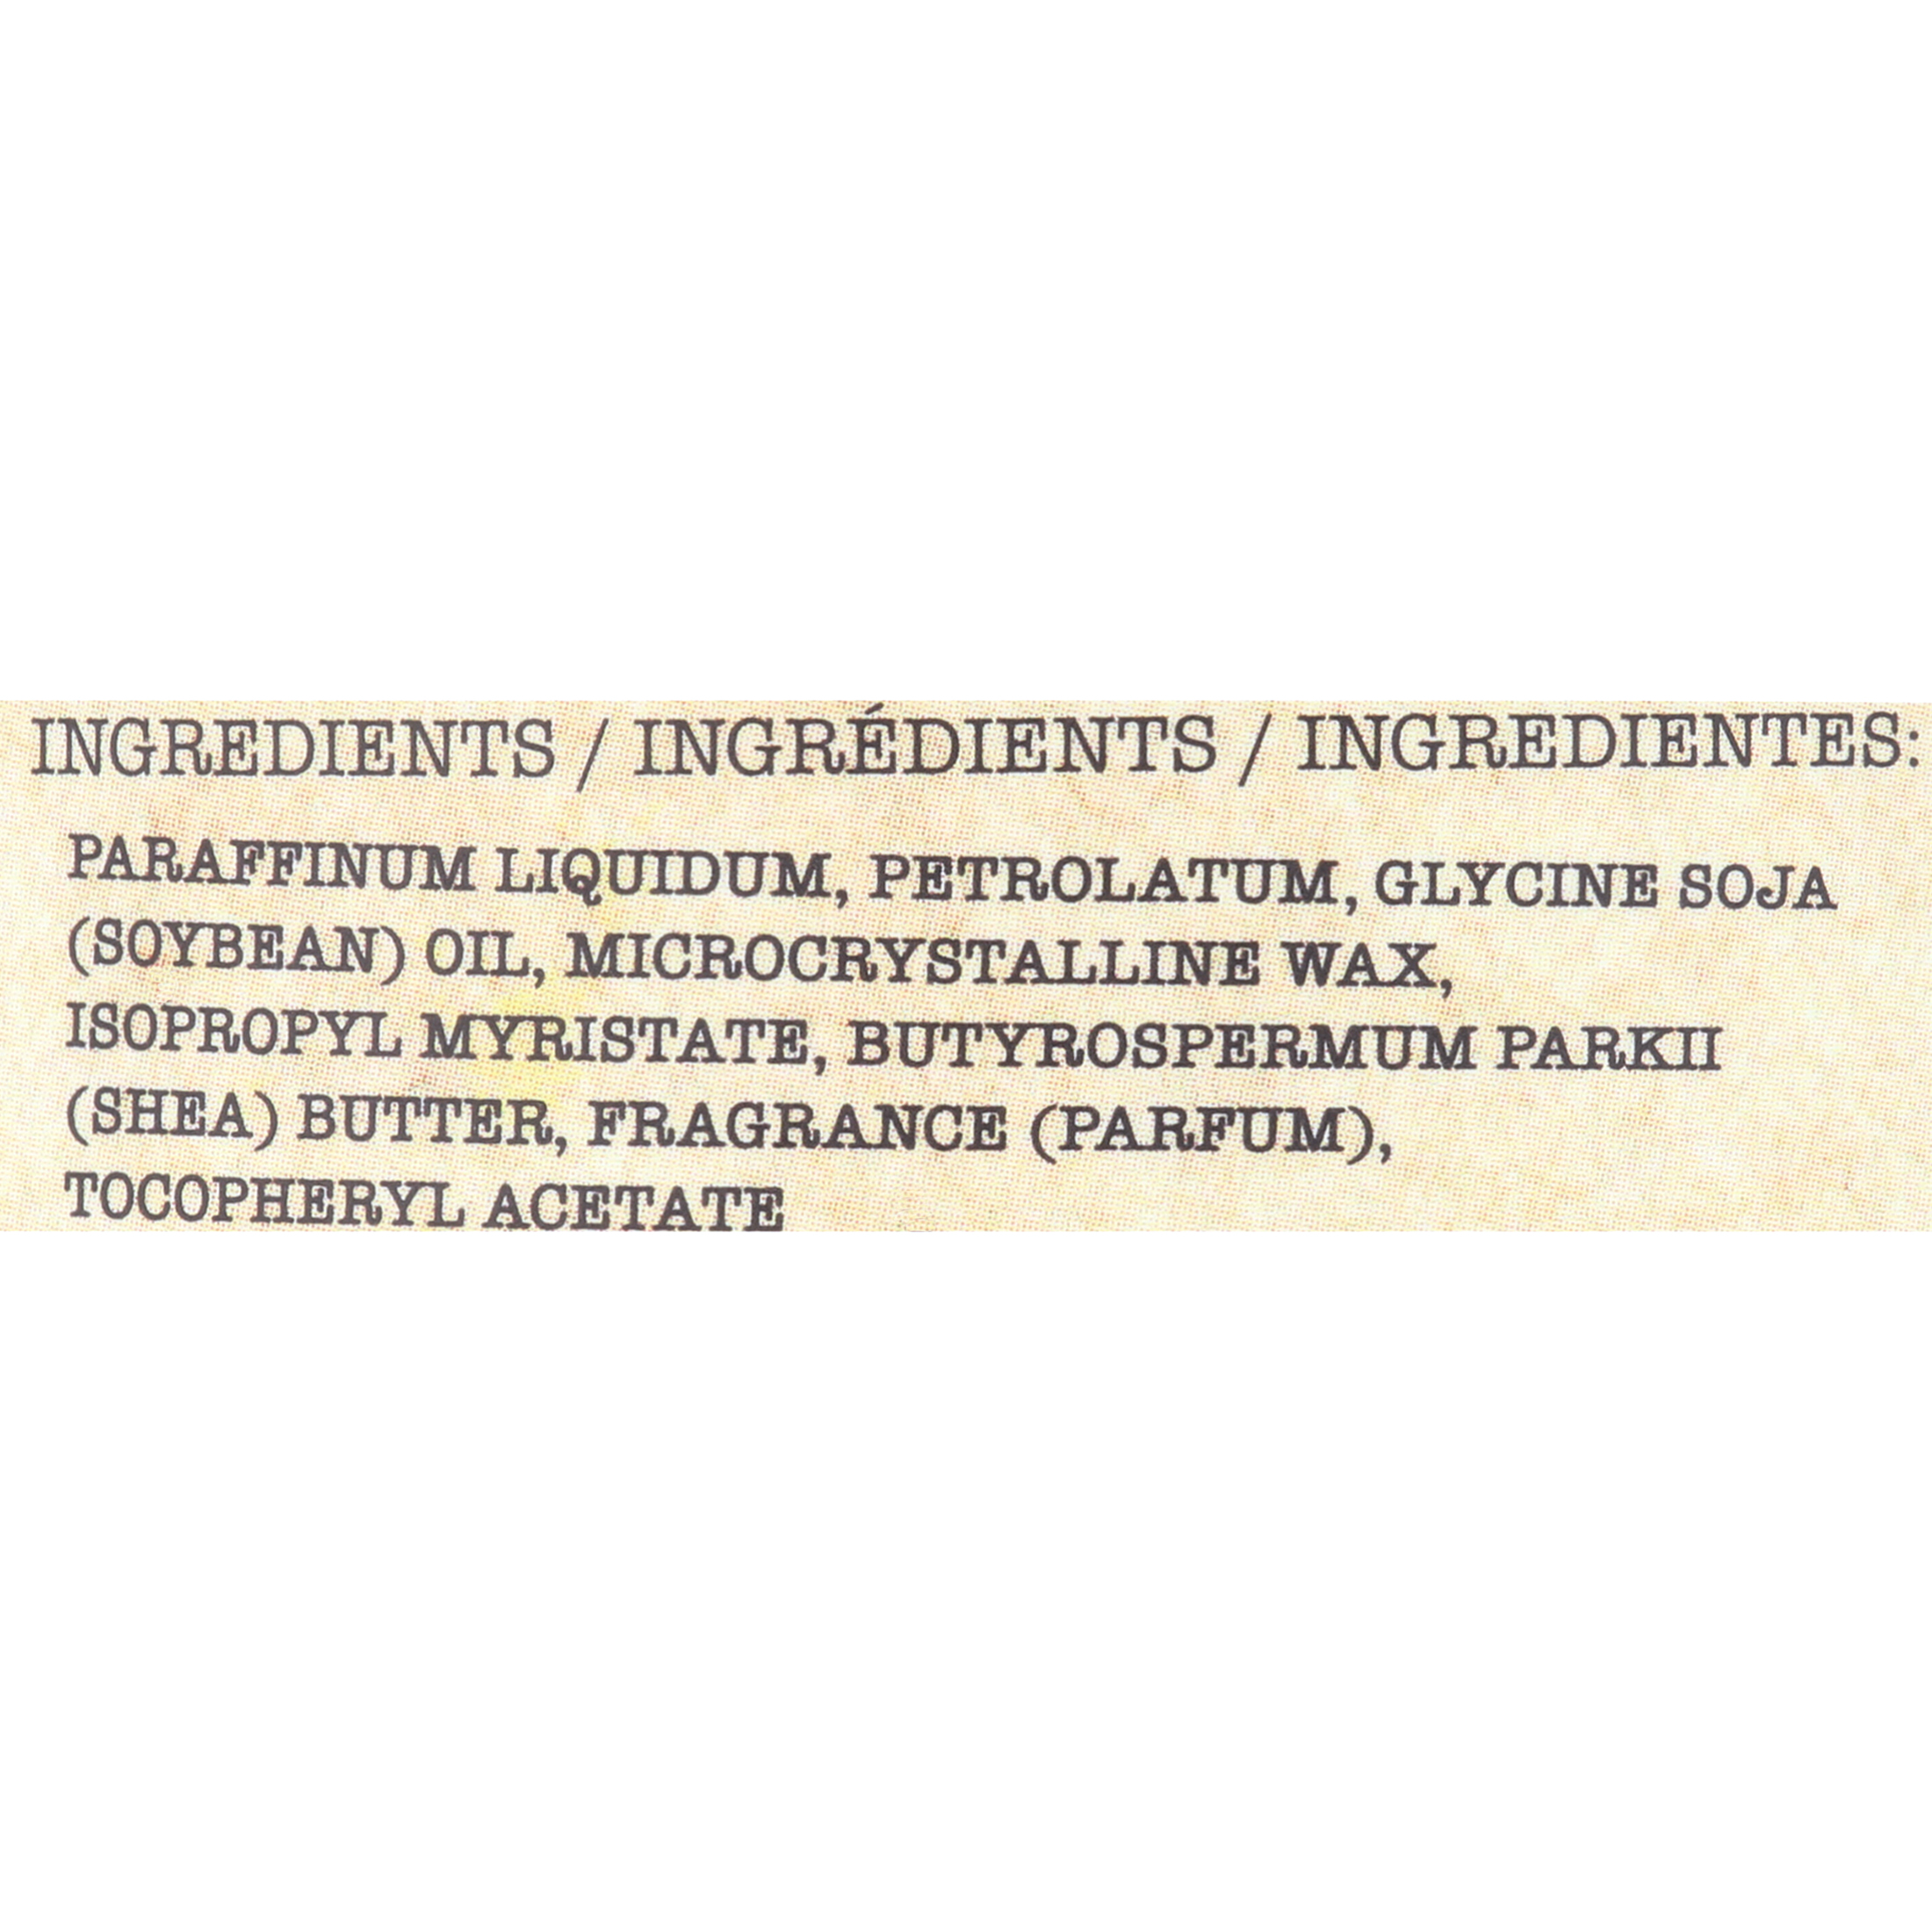 INGREDIENTS / INGRÉDIENTS / INGREDIENTES:
PARAFFINUM LIQUIDUM, PETROLATUM, GLYCINE SOJA
(SOYBEAN) OIL, MICROCRYSTALLINE WAX,
ISOPROPYL MYRISTATE, BUTYROSPERMUM PARKII
(SHEA) BUTTER, FRAGRANCE (PARFUM),
TOCOPHERYL ACETATE